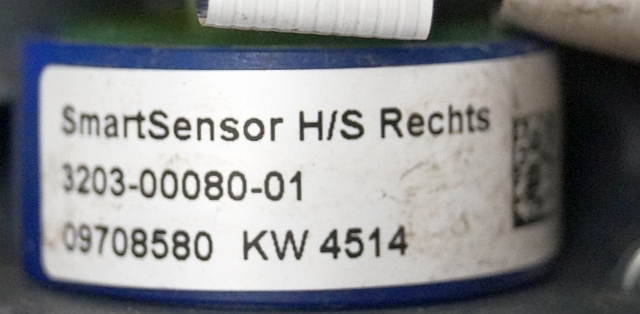 SmartSensor H/S Rechts
3203-00080-01
09708580 KW 4514